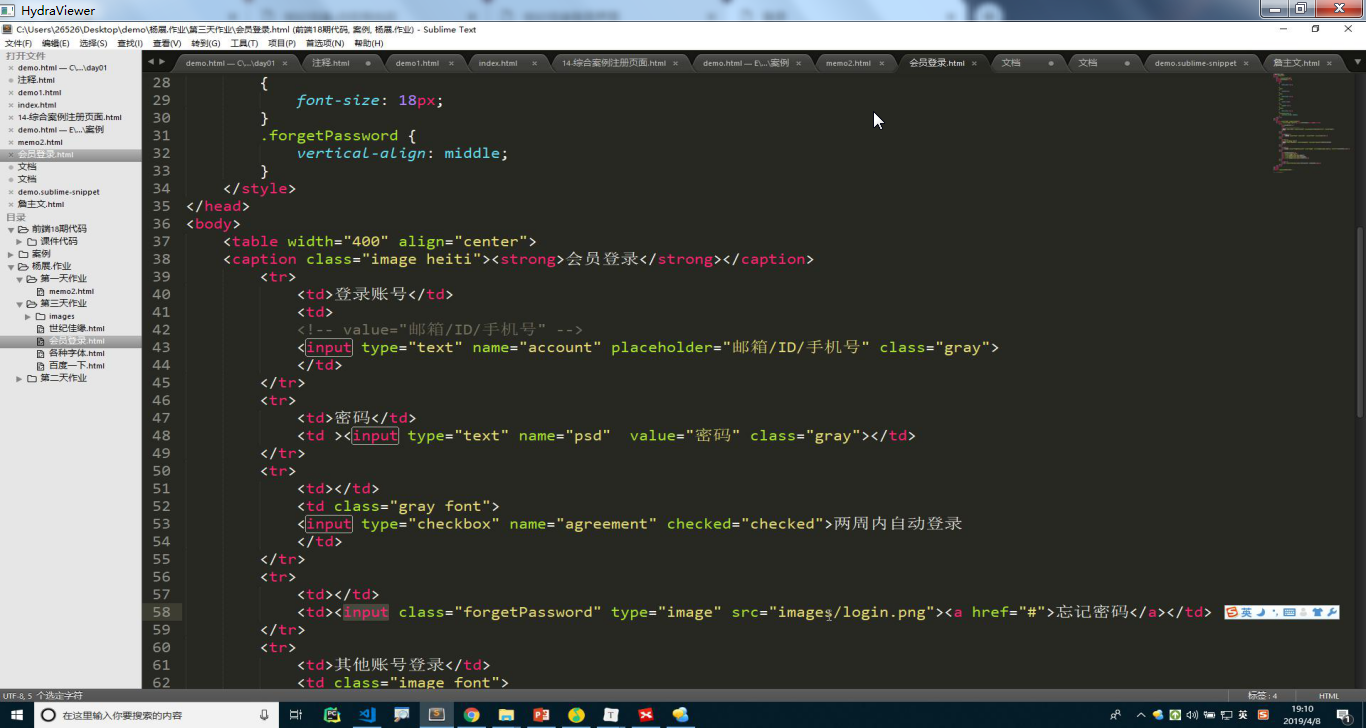 HydraViewer
C:\Users\26526\Desktop\demo\杨展.作业\第三天作业\会员登录.html (前端18期代码, 案例, 杨展.作业) - Sublime Text
文件(F) 编辑(E) 选择(S) 查找(I) 查看(V) 转到(G) 工具(T) 项目(P) 首选项(N) 帮助(H)
打开文件
demo.html — C\...\day01
注释.html
demo1.html
index.html
14-综合案例注册页面.html
demo.html — E\...\案例
memo2.html
会员登录.html
文档
文档
demo.sublime-snippet
詹主文.html
目录
前端18期代码
课件代码
案例
杨展.作业
第一天作业
memo2.html
第三天作业
images
世纪佳缘.html
会员登录.html
各种字体.html
百度一下.html
第二天作业
demo.html — C\...\day01 注释.html demo1.html index.html 14-综合案例注册页面.html demo.html — E\...\案例 memo2.html 会员登录.html 文档 文档 demo.sublime-snippet 詹主文.html
28 {
29 font-size: 18px;
30 }
31 .forgetPassword {
32 vertical-align: middle;
33 }
34 </style>
35 </head>
36 <body>
37 <table width="400" align="center">
38 <caption class="image heiti"><strong>会员登录</strong></caption>
39 <tr>
40 <td>登录账号</td>
41 <td>
42 <!-- value="邮箱/ID/手机号" -->
43 <input type="text" name="account" placeholder="邮箱/ID/手机号" class="gray">
44 </td>
45 </tr>
46 <tr>
47 <td>密码</td>
48 <td ><input type="text" name="psd"  value="密码" class="gray"></td>
49 </tr>
50 <tr>
51 <td></td>
52 <td class="gray font">
53 <input type="checkbox" name="agreement" checked="checked">两周内自动登录
54 </td>
55 </tr>
56 <tr>
57 <td></td>
58 <td><input class="forgetPassword" type="image" src="images/login.png"><a href="#">忘记密码</a></td>
59 </tr>
60 <tr>
61 <td>其他账号登录</td>
62 <td class="image font">
英
UTF-8, 5 个选定字符 标签: 4 HTML
在这里输入你要搜索的内容
英
19:10
2019/4/8